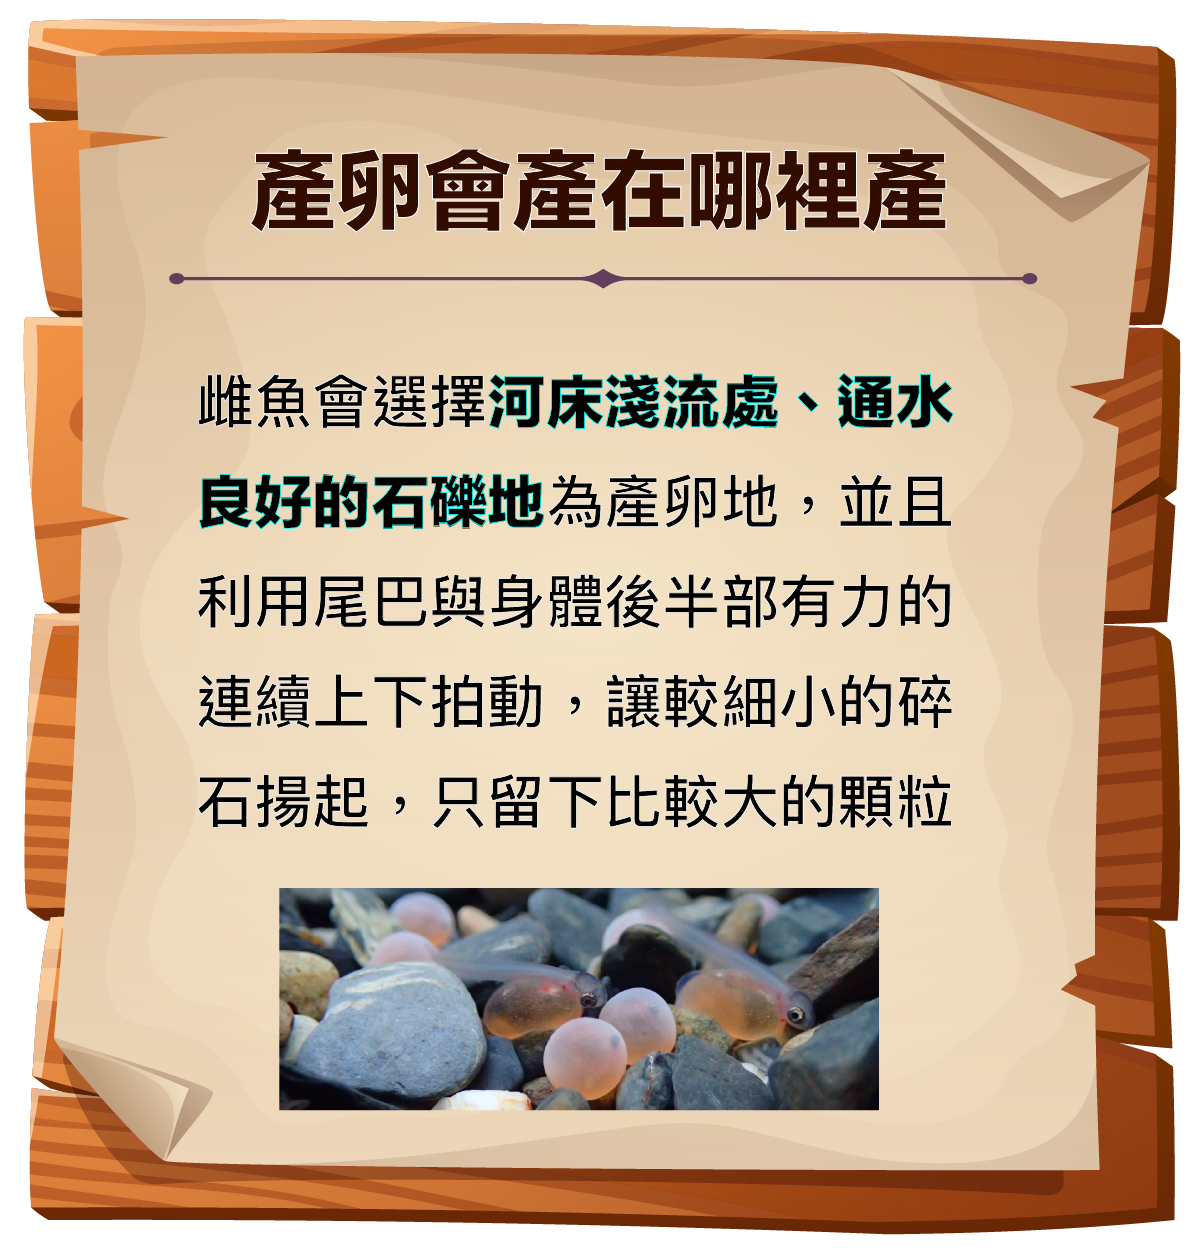 產卵會產在哪裡產
雌魚會選擇河床淺流處、通水
良好的石礫地為產卵地，並且
利用尾巴與身體後半部有力的
連續上下拍動，讓較細小的碎
石揚起，只留下比較大的顆粒